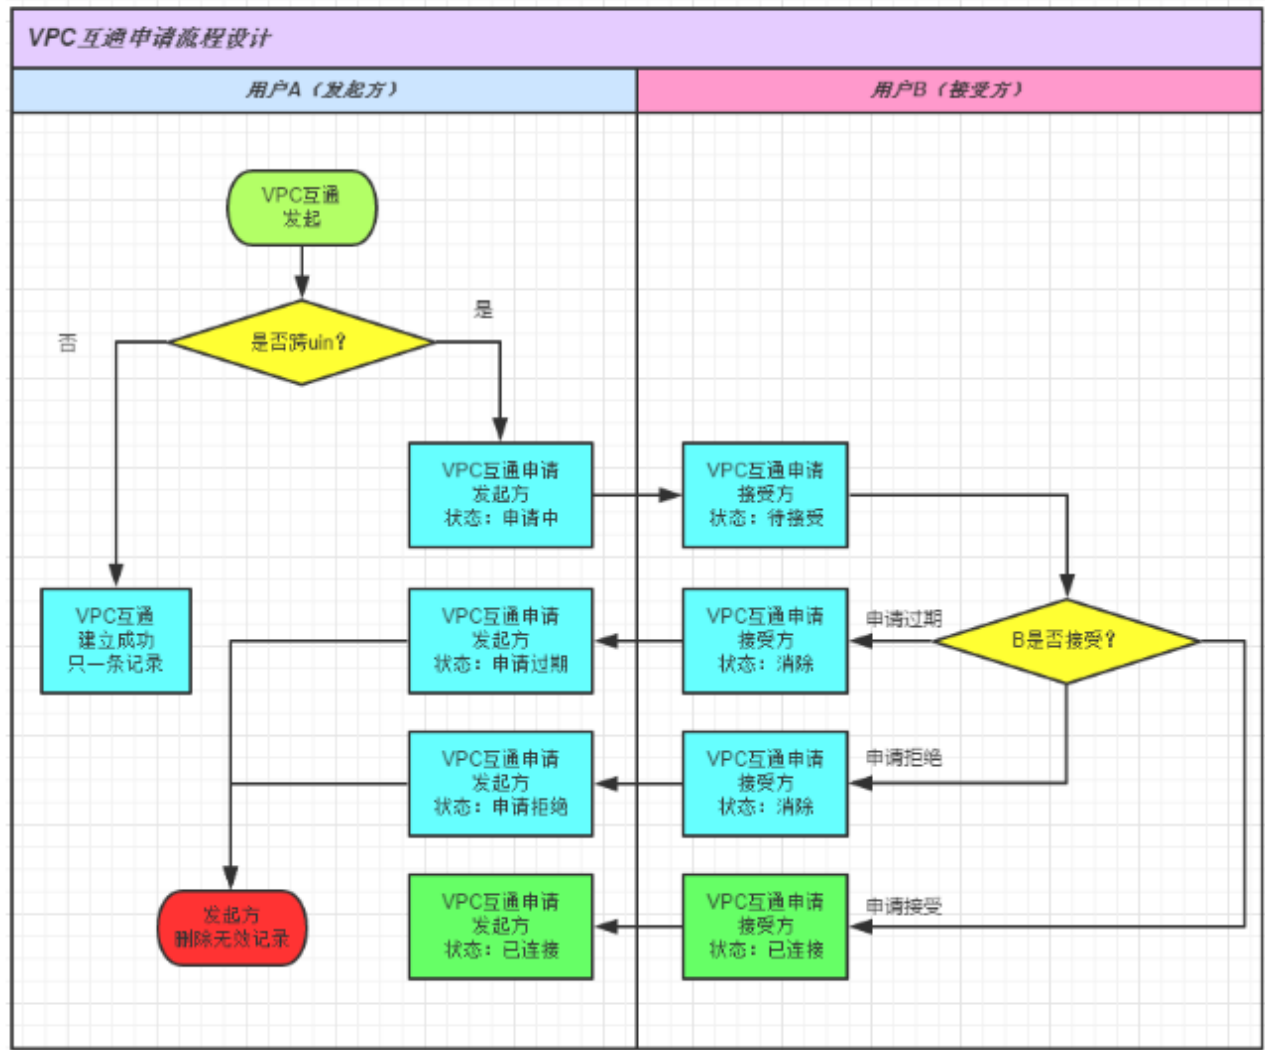 VPC互通申请流程设计
用户A（发起方）
用户B（接受方）
VPC互通
发起
是否跨uin？
否
是
VPC互通申请
发起方
状态：申请中
VPC互通申请
接受方
状态：待接受
VPC互通
建立成功
只一条记录
VPC互通申请
发起方
状态：申请过期
VPC互通申请
接受方
状态：消除
申请过期
B是否接受？
VPC互通申请
发起方
状态：申请拒绝
VPC互通申请
接受方
状态：消除
申请拒绝
发起方
删除无效记录
VPC互通申请
发起方
状态：已连接
VPC互通申请
接受方
状态：已连接
申请接受